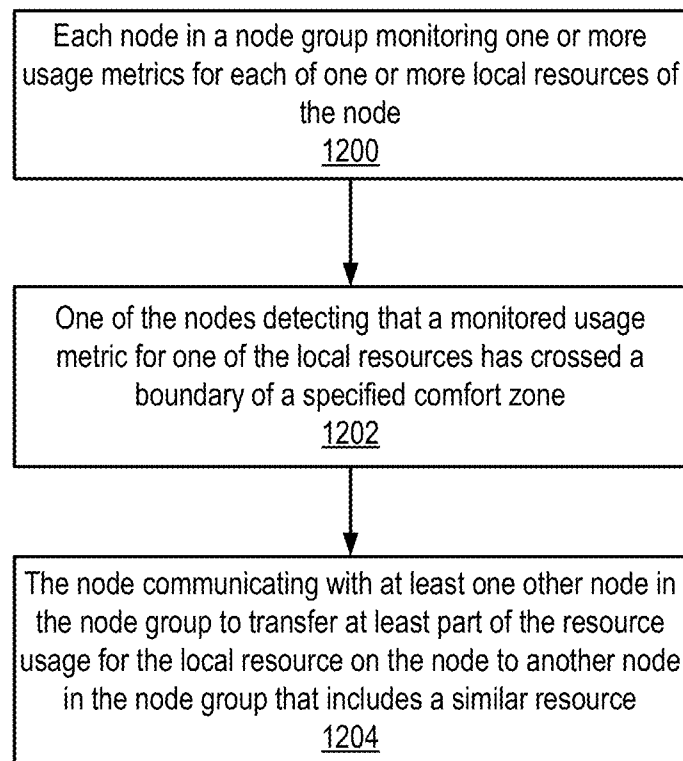 Each node in a node group monitoring one or more
usage metrics for each of one or more local resources of
the node
1200
One of the nodes detecting that a monitored usage
metric for one of the local resources has crossed a
boundary of a specified comfort zone
1202
The node communicating with at least one other node in
the node group to transfer at least part of the resource
usage for the local resource on the node to another node
in the node group that includes a similar resource
1204